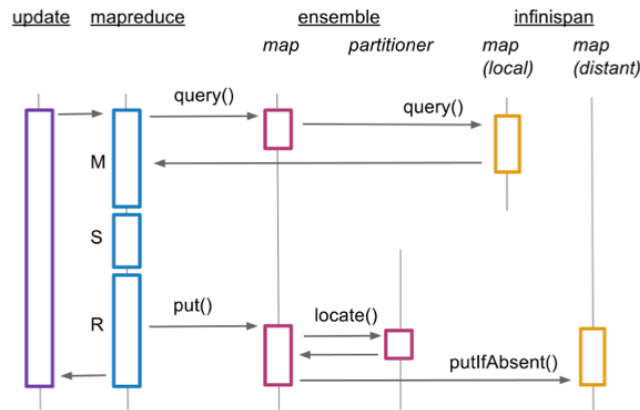 update mapreduce ensemble infinispan
map partitioner map map
(local) (distant)
query() query()
M
S
put() locate()
R
putIfAbsent()